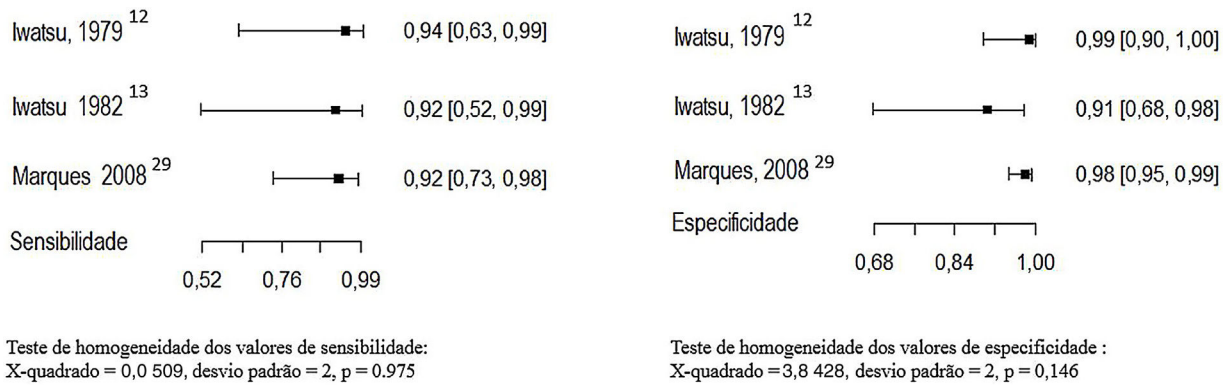 Iwatsu, 1979 12 0,94 [0,63, 0,99]
Iwatsu 1982 13 0,92 [0,52, 0,99]
Marques 2008 29 0,92 [0,73, 0,98]
Sensibilidade
0,52 0,76 0,99
Teste de homogeneidade dos valores de sensibilidade:
X-quadrado = 0,0 509, desvio padrão = 2, p = 0.975
Iwatsu, 1979 12 0,99 [0,90, 1,00]
Iwatsu, 1982 13 0,91 [0,68, 0,98]
Marques, 2008 29 0,98 [0,95, 0,99]
Especificidade
0,68 0,84 1,00
Teste de homogeneidade dos valores de especificidade :
X-quadrado = 3,8 428, desvio padrão = 2, p = 0,146